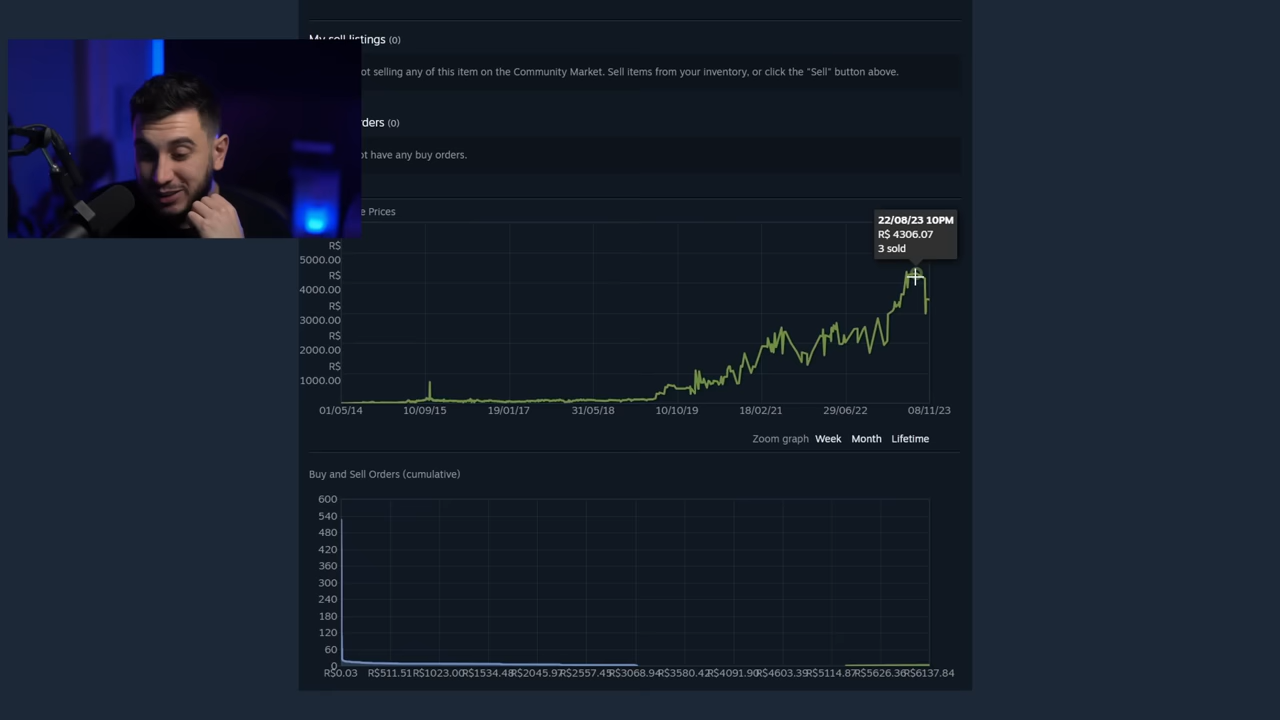 My sell listings (0)
ot selling any of this item on the Community Market. Sell items from your inventory, or click the "Sell" button above.
rders (0)
ot have any buy orders.
e Prices
22/08/23 10PM
R$ 4306.07
3 sold
R$
5000.00
R$
4000.00
R$
3000.00
R$
2000.00
R$
1000.00
01/05/14 10/09/15 19/01/17 31/05/18 10/10/19 18/02/21 29/06/22 08/11/23
Zoom graph Week Month Lifetime
Buy and Sell Orders (cumulative)
600
540
480
420
360
300
240
180
120
60
0
R$0.03 R$511.51 R$1023.00 R$1534.48 R$2045.97 R$2557.45 R$3068.94 R$3580.42 R$4091.90 R$4603.39 R$5114.87 R$5626.36 R$6137.84